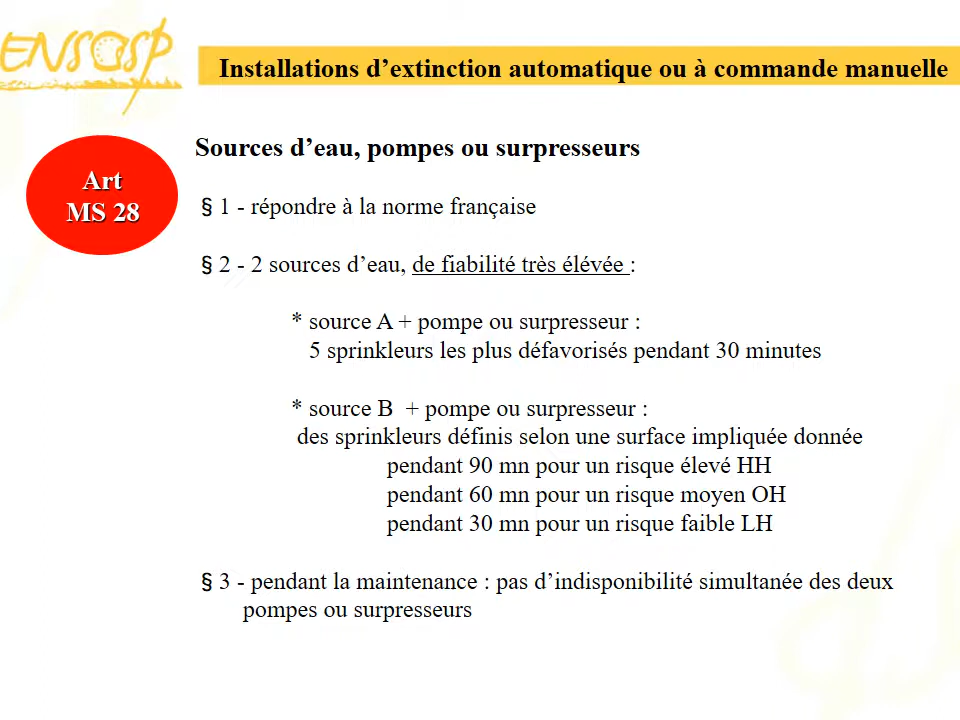 ENSOSP
Installations d’extinction automatique ou à commande manuelle
Art
MS 28
Sources d’eau, pompes ou surpresseurs
§ 1 - répondre à la norme française
§ 2 - 2 sources d’eau, de fiabilité très élévée :
* source A + pompe ou surpresseur :
5 sprinkleurs les plus défavorisés pendant 30 minutes
* source B + pompe ou surpresseur :
des sprinkleurs définis selon une surface impliquée donnée
pendant 90 mn pour un risque élevé HH
pendant 60 mn pour un risque moyen OH
pendant 30 mn pour un risque faible LH
§ 3 - pendant la maintenance : pas d’indisponibilité simultanée des deux
pompes ou surpresseurs